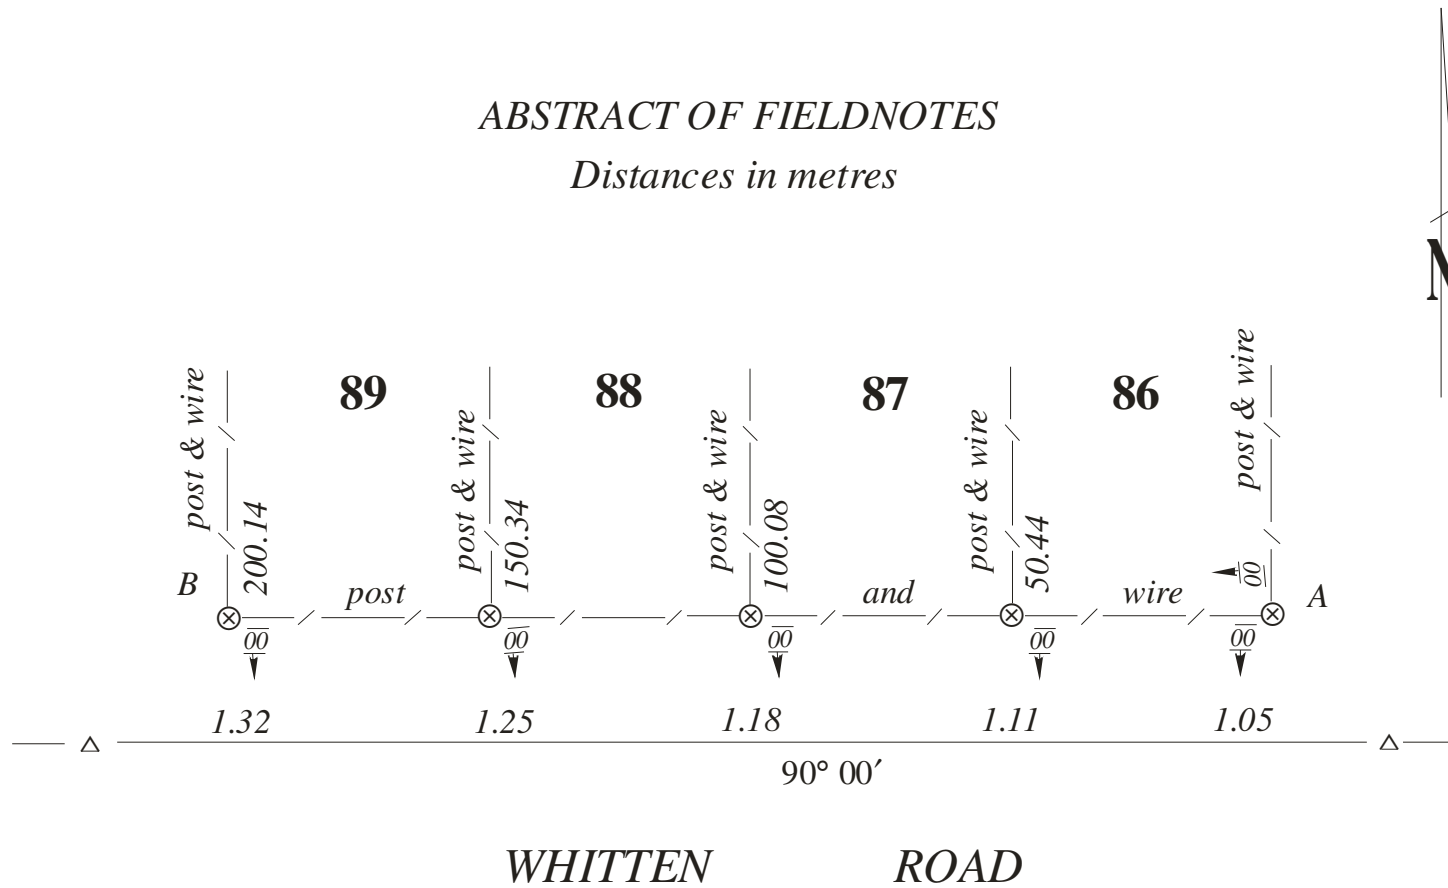 ABSTRACT OF FIELDNOTES
Distances in metres
89 88 87 86
post & wire post & wire post & wire post & wire post & wire
200.14 150.34 100.08 50.44
B post and wire A
00 00 00 00 00 00
1.32 1.25 1.18 1.11 1.05
90° 00′
WHITTEN ROAD